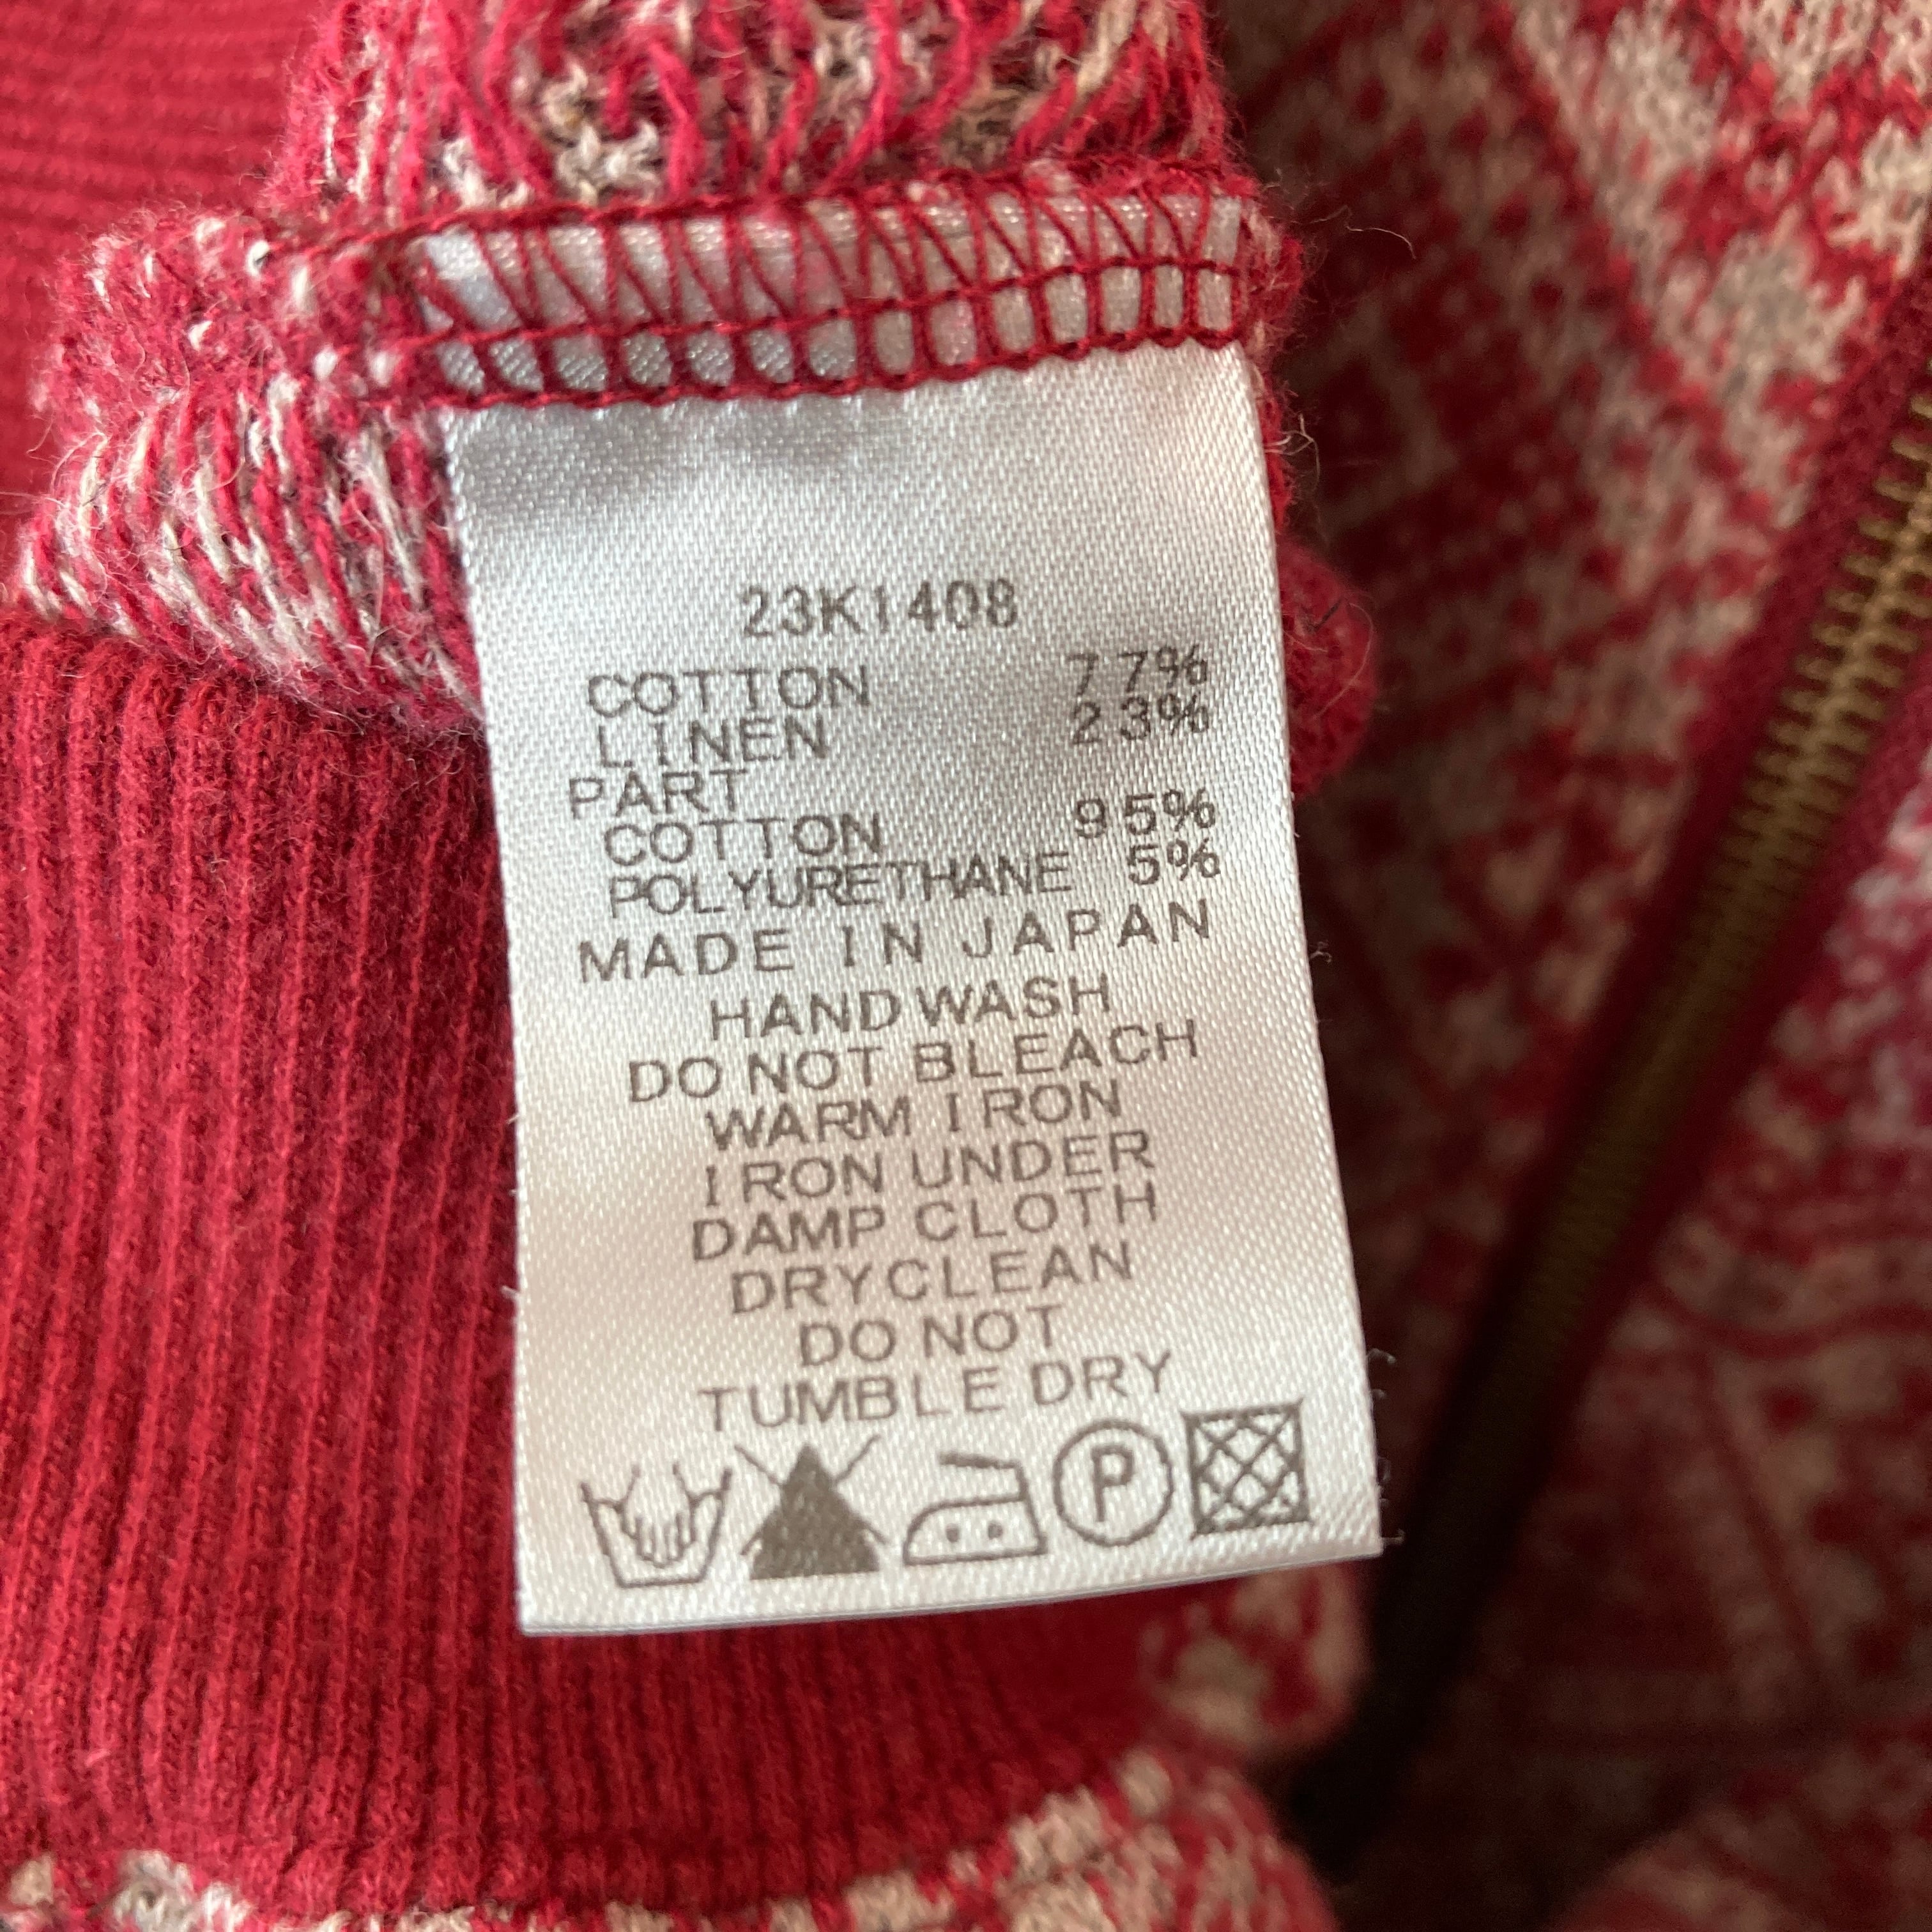 23K1408
COTTON 77%
LINEN 23%
PART
COTTON 95%
POLYURETHANE 5%
MADE IN JAPAN
HAND WASH
DO NOT BLEACH
WARM IRON
IRON UNDER
DAMP CLOTH
DRYCLEAN
DO NOT
TUMBLE DRY
P